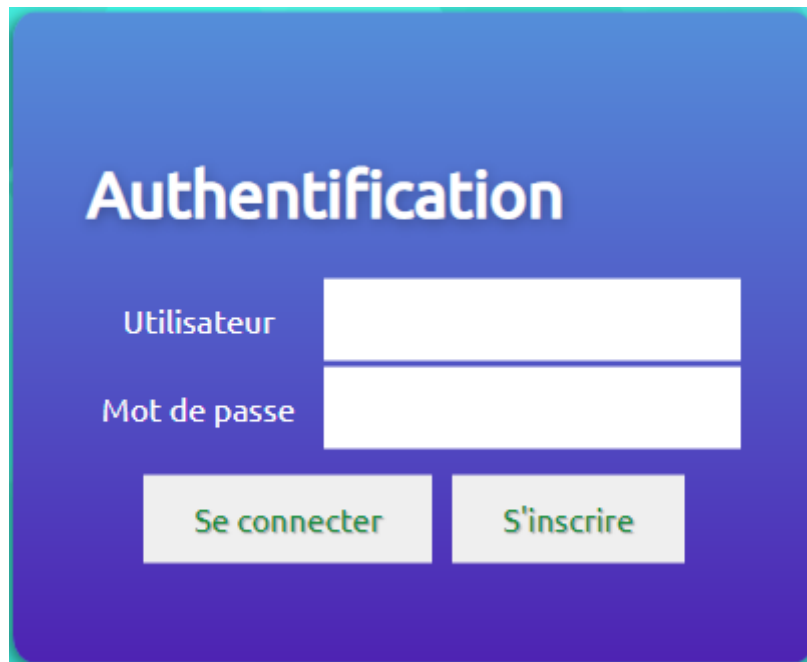 Authentification
Utilisateur
Mot de passe
Se connecter S'inscrire